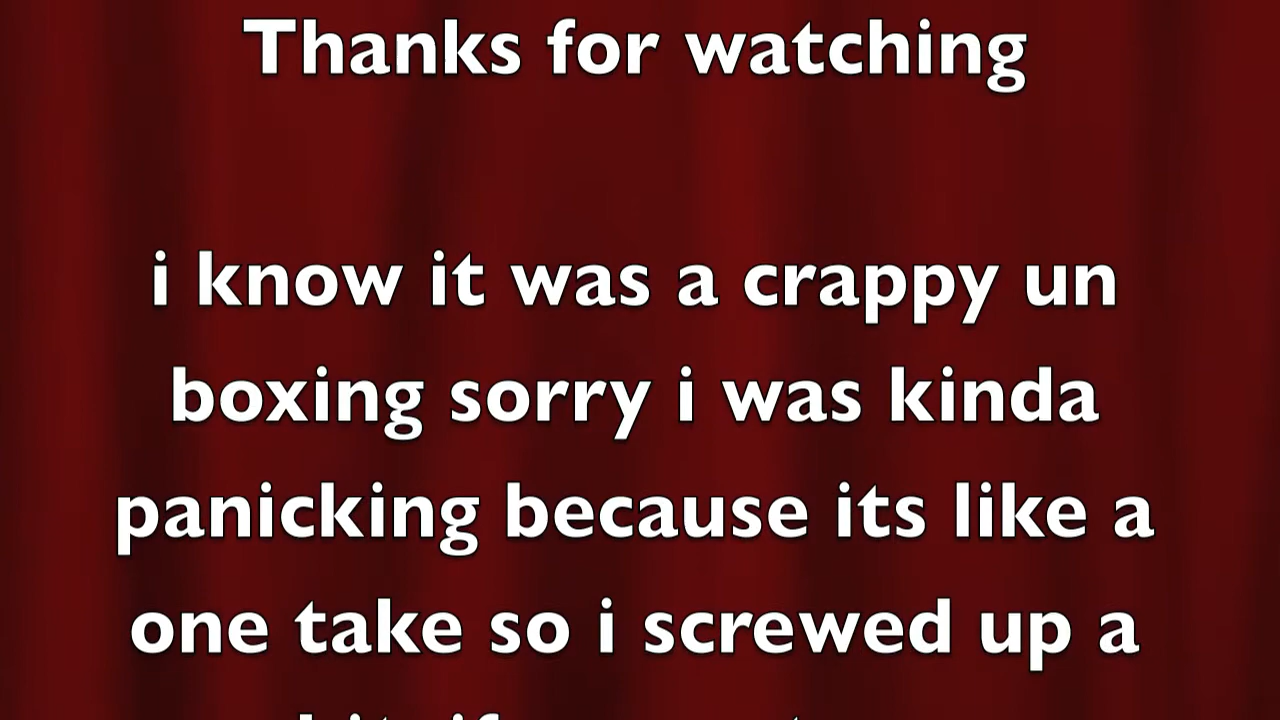 Thanks for watching
i know it was a crappy un
boxing sorry i was kinda
panicking because its like a
one take so i screwed up a